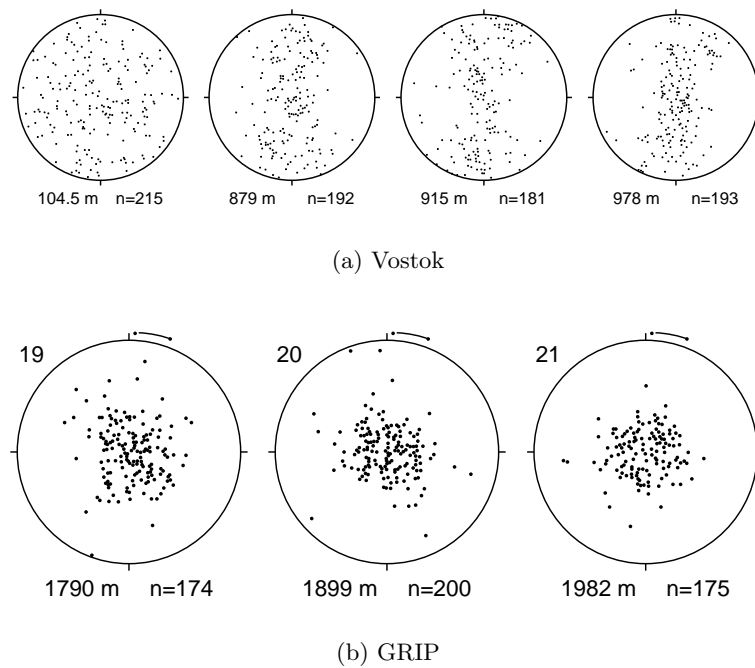 104.5 m n=215 879 m n=192 915 m n=181 978 m n=193
(a) Vostok
19 20 21
1790 m n=174 1899 m n=200 1982 m n=175
(b) GRIP